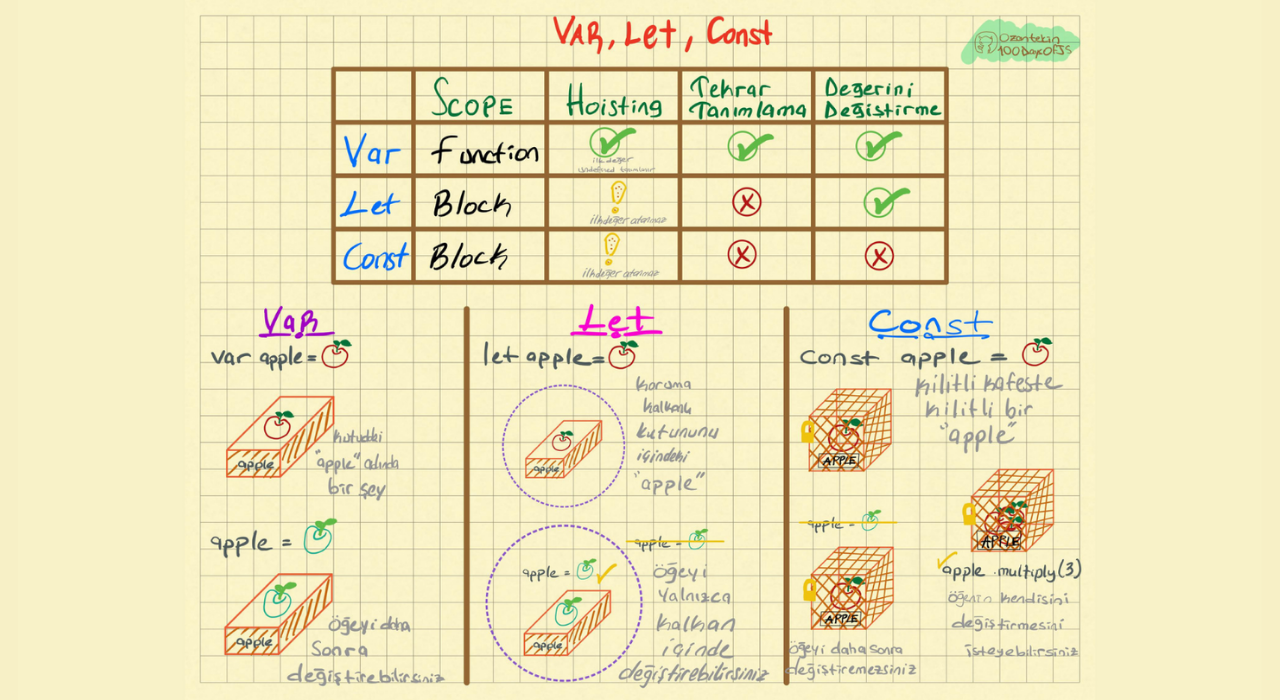 Var, Let, Const
Ozantekin
100DaysOfJS
Scope Hoisting Tekrar Tanımlama Değerini Değiştirme
Var Function
ilk değer
undefined tanımlanır
Let Block
ilk değer atanmaz
Const Block
ilk değer atanmaz
Var
var apple =
apple
kutudaki
"apple" adında
bir şey
apple =
apple
öğeyi daha
sonra
değiştirebilirsiniz
Let
let apple =
apple
koruma
kalkanlı
kutununu
içindeki
"apple"
apple =
apple =
apple
öğeyi
yalnızca
kalkan
içinde
değiştirebilirsiniz
Const
const apple =
APPLE
kilitli kafeste
kilitli bir
"apple"
apple =
APPLE
öğeyi daha sonra
değiştiremezsiniz
APPLE
apple.multiply(3)
öğenin kendisini
değiştirmesini
isteyebilirsiniz